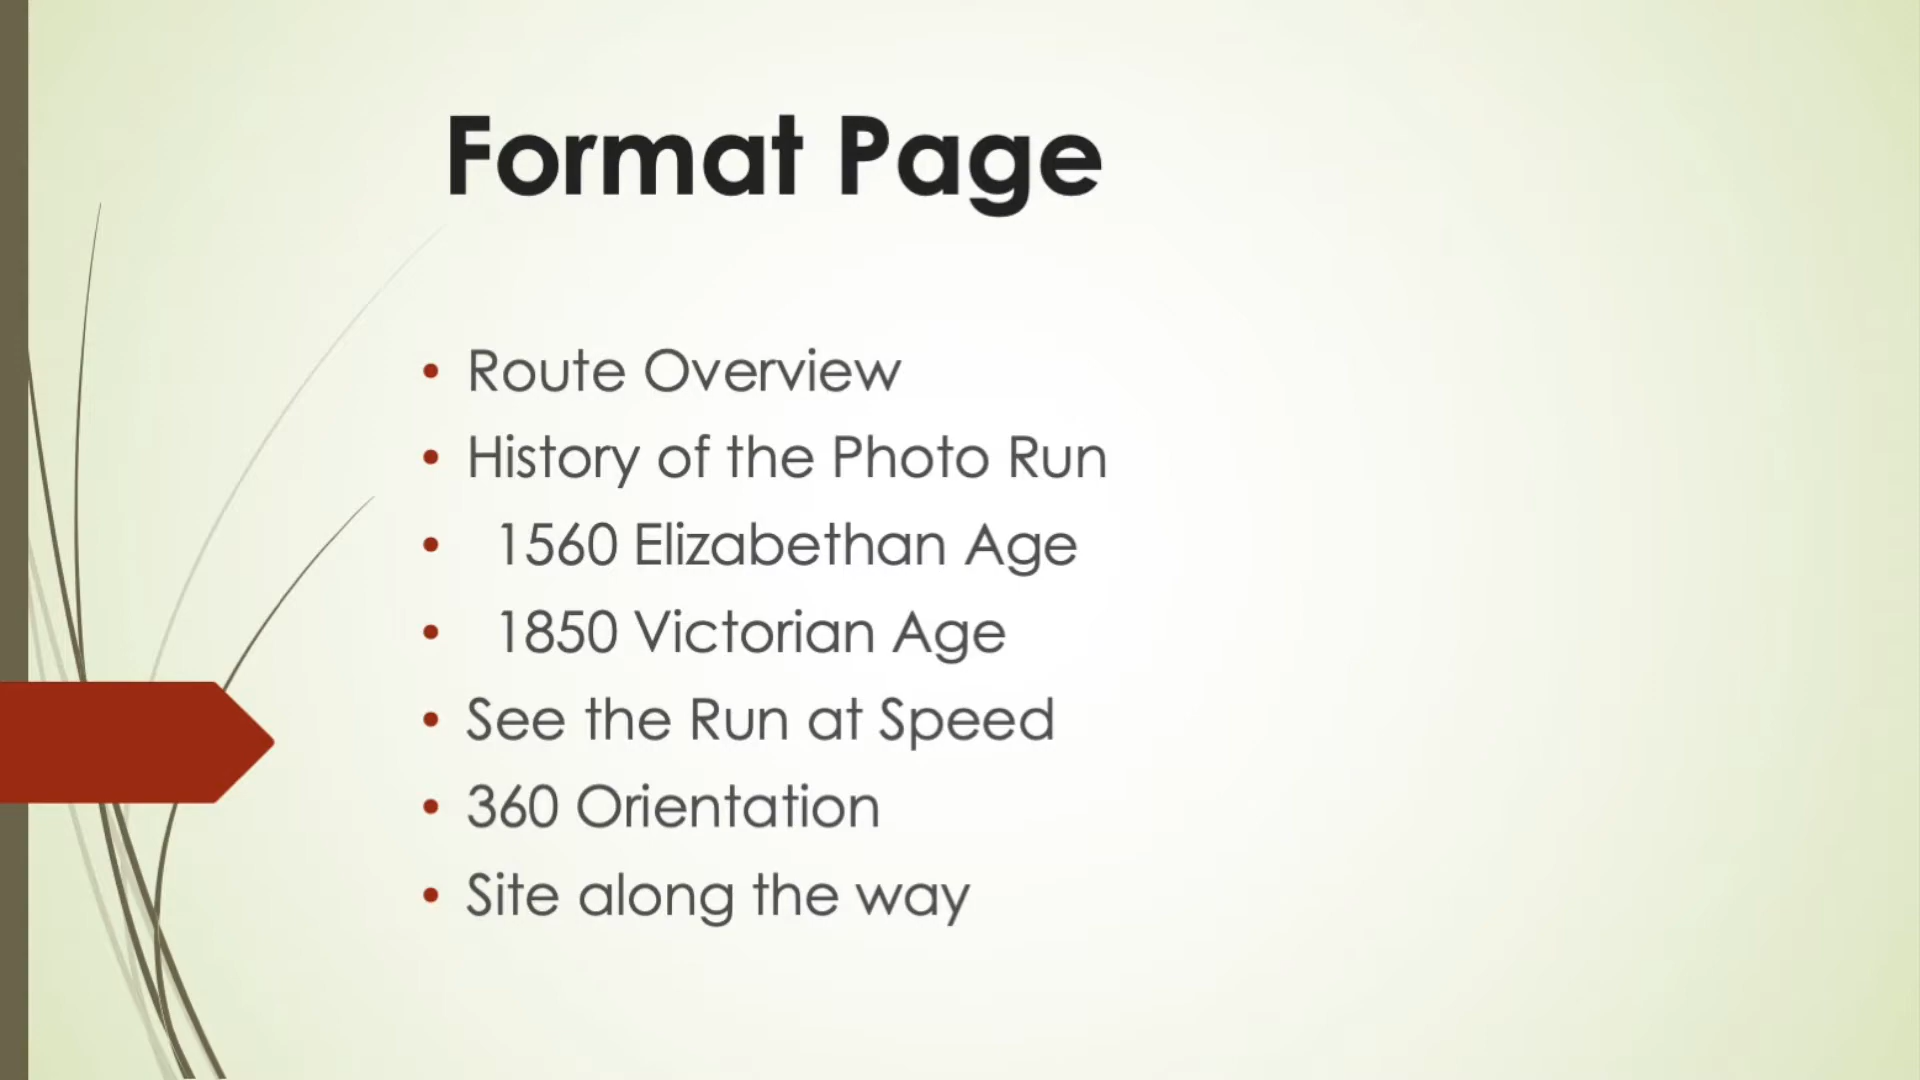 Format Page
• Route Overview
• History of the Photo Run
• 1560 Elizabethan Age
• 1850 Victorian Age
• See the Run at Speed
• 360 Orientation
• Site along the way